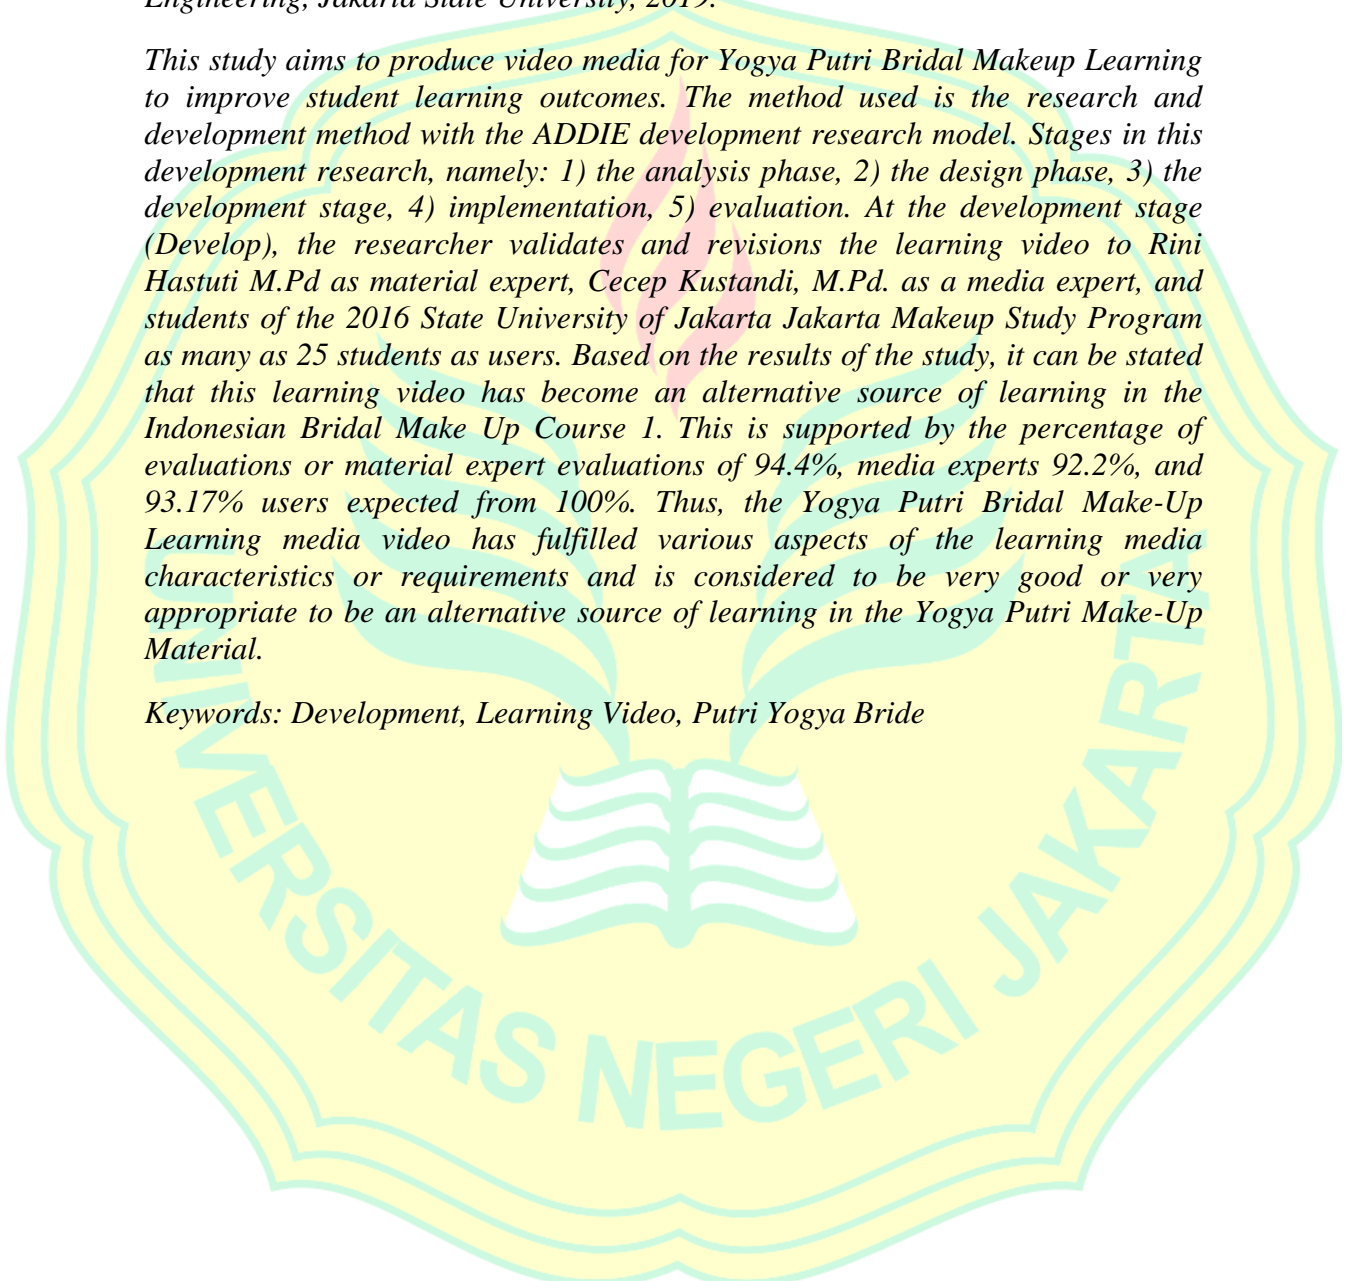 Engineering, Jakarta State University, 2019.
This study aims to produce video media for Yogya Putri Bridal Makeup Learning
to improve student learning outcomes. The method used is the research and
development method with the ADDIE development research model. Stages in this
development research, namely: 1) the analysis phase, 2) the design phase, 3) the
development stage, 4) implementation, 5) evaluation. At the development stage
(Develop), the researcher validates and revisions the learning video to Rini
Hastuti M.Pd as material expert, Cecep Kustandi, M.Pd. as a media expert, and
students of the 2016 State University of Jakarta Jakarta Makeup Study Program
as many as 25 students as users. Based on the results of the study, it can be stated
that this learning video has become an alternative source of learning in the
Indonesian Bridal Make Up Course 1. This is supported by the percentage of
evaluations or material expert evaluations of 94.4%, media experts 92.2%, and
93.17% users expected from 100%. Thus, the Yogya Putri Bridal Make-Up
Learning media video has fulfilled various aspects of the learning media
characteristics or requirements and is considered to be very good or very
appropriate to be an alternative source of learning in the Yogya Putri Make-Up
Material.
Keywords: Development, Learning Video, Putri Yogya Bride
UNIVERSITAS NEGERI JAKARTA